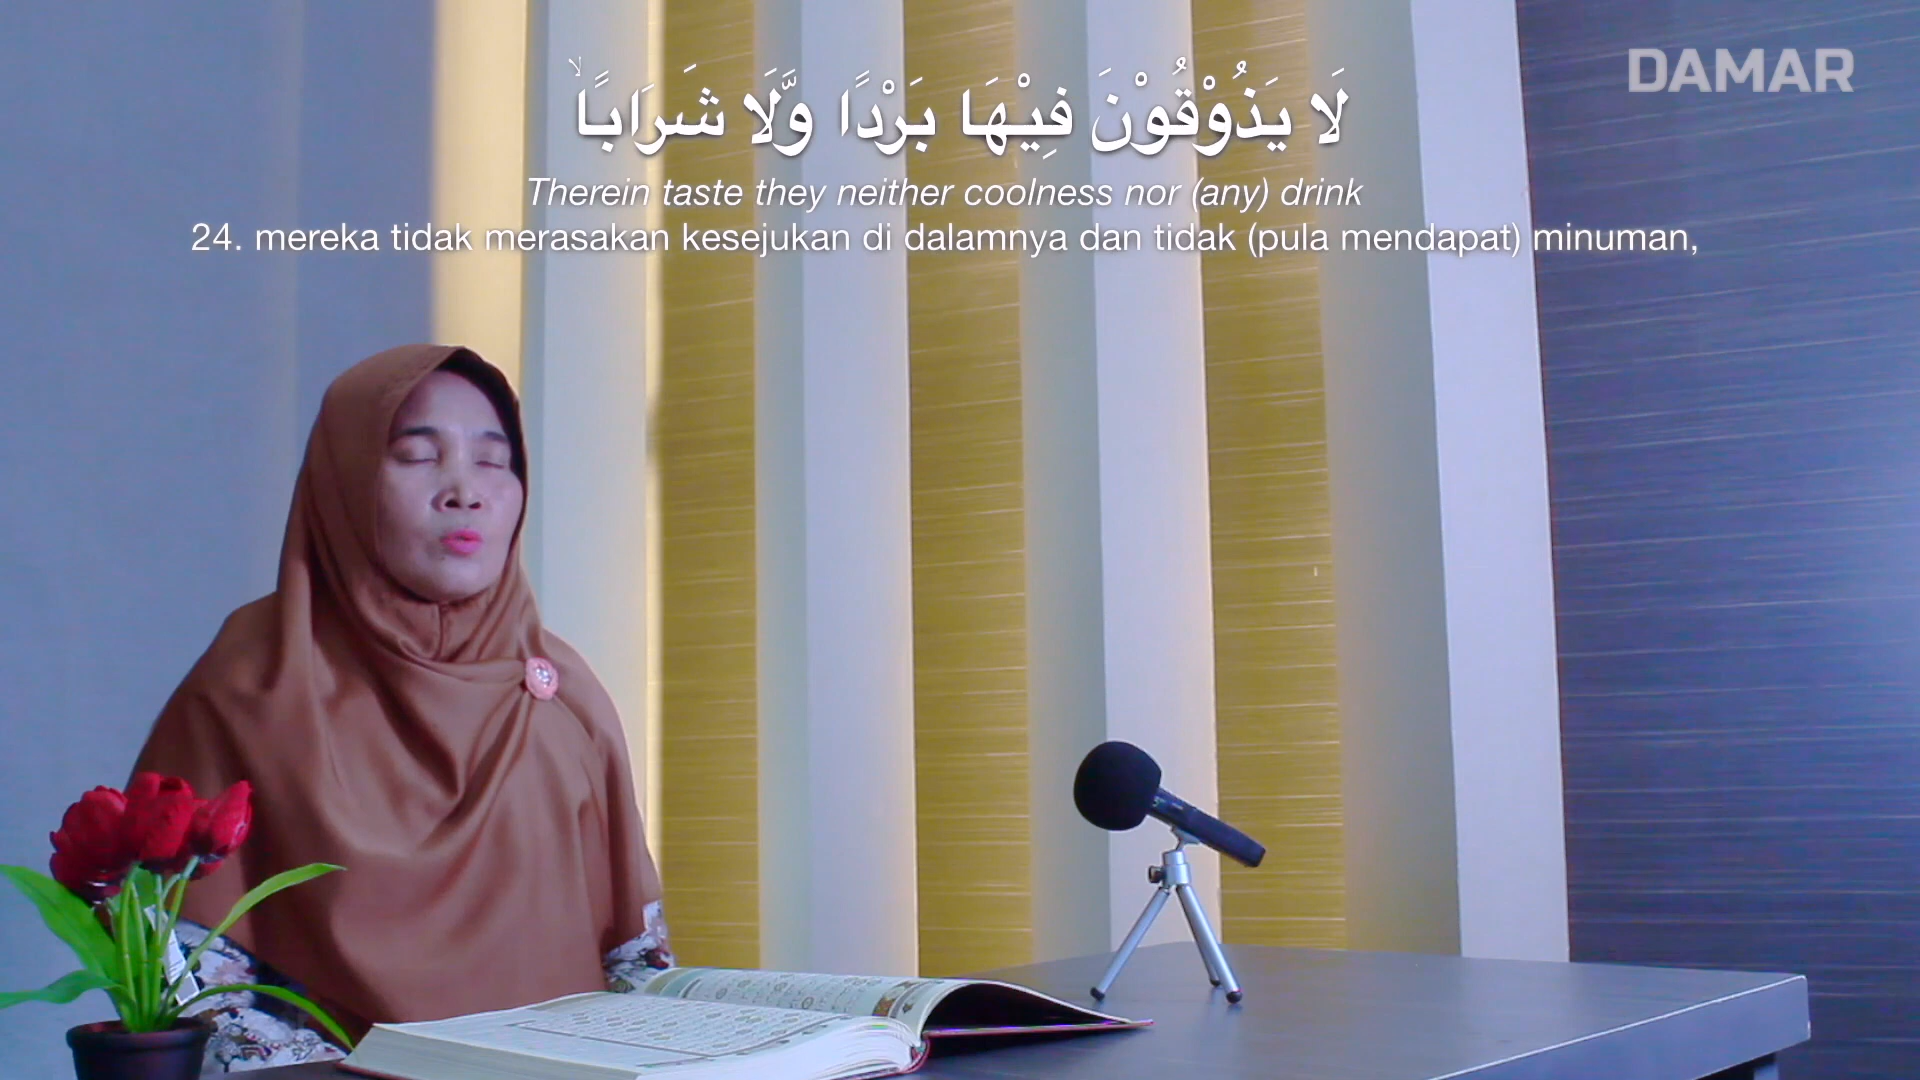 DAMAR
لَا يَذُوْقُوْنَ فِيْهَا بَرْدًا وَّلَا شَرَابًاۙ
Therein taste they neither coolness nor (any) drink
24. mereka tidak merasakan kesejukan di dalamnya dan tidak (pula mendapat) minuman,